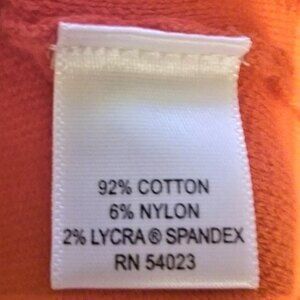 92% COTTON
6% NYLON
2% LYCRA ® SPANDEX
RN 54023